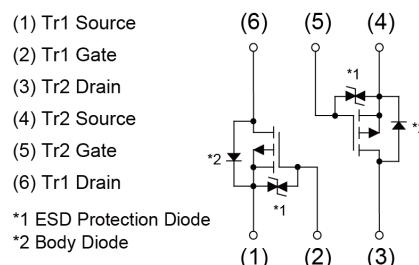 (1) Tr1 Source
(2) Tr1 Gate
(3) Tr2 Drain
(4) Tr2 Source
(5) Tr2 Gate
(6) Tr1 Drain
*1 ESD Protection Diode
*2 Body Diode
(6) (5) (4)
*1
*2
*1
(1) (2) (3)